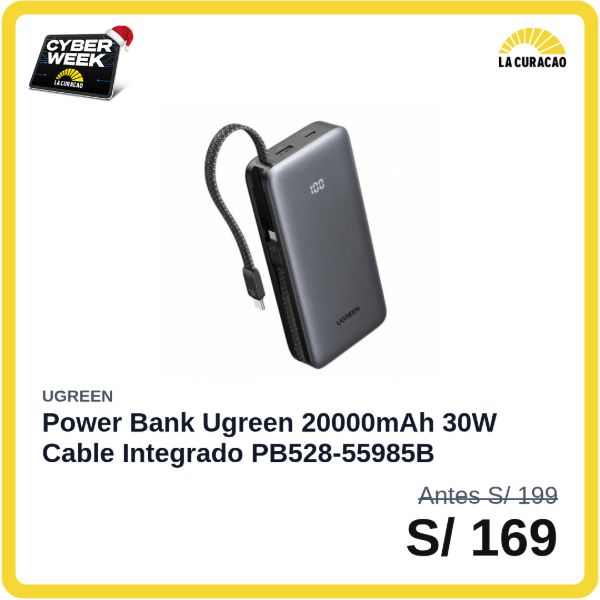 CYBER
WEEK
LA CURACAO
LA CURACAO
100
UGREEN
UGREEN
Power Bank Ugreen 20000mAh 30W
Cable Integrado PB528-55985B
Antes S/ 199
S/ 169